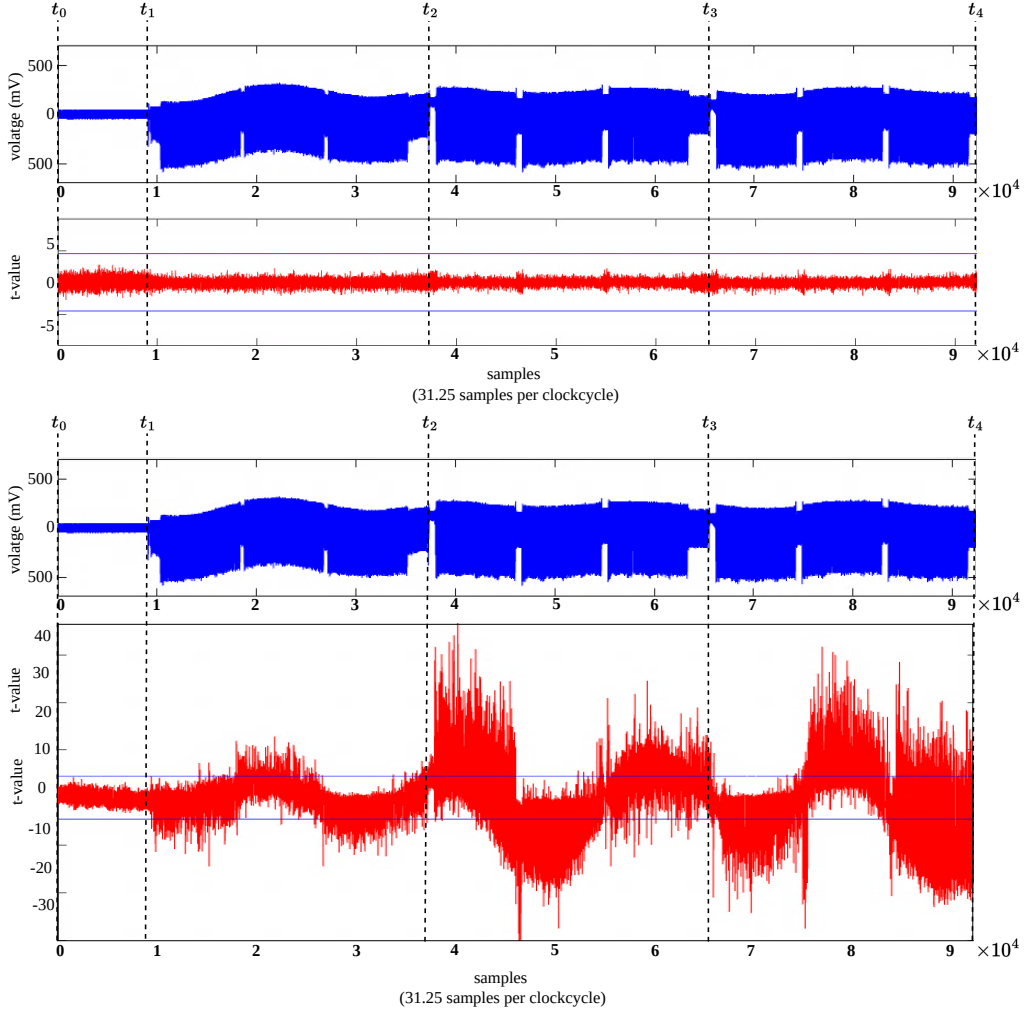 t0 t1 t2 t3 t4
volatge (mV)
500
0
500
0 1 2 3 4 5 6 7 8 9 ×10^4
t-value
5
0
-5
0 1 2 3 4 5 6 7 8 9 ×10^4
samples
(31.25 samples per clockcycle)
t0 t1 t2 t3 t4
volatge (mV)
500
0
500
0 1 2 3 4 5 6 7 8 9 ×10^4
t-value
t-value
40
30
20
10
0
-10
-20
-30
0 1 2 3 4 5 6 7 8 9 ×10^4
samples
(31.25 samples per clockcycle)